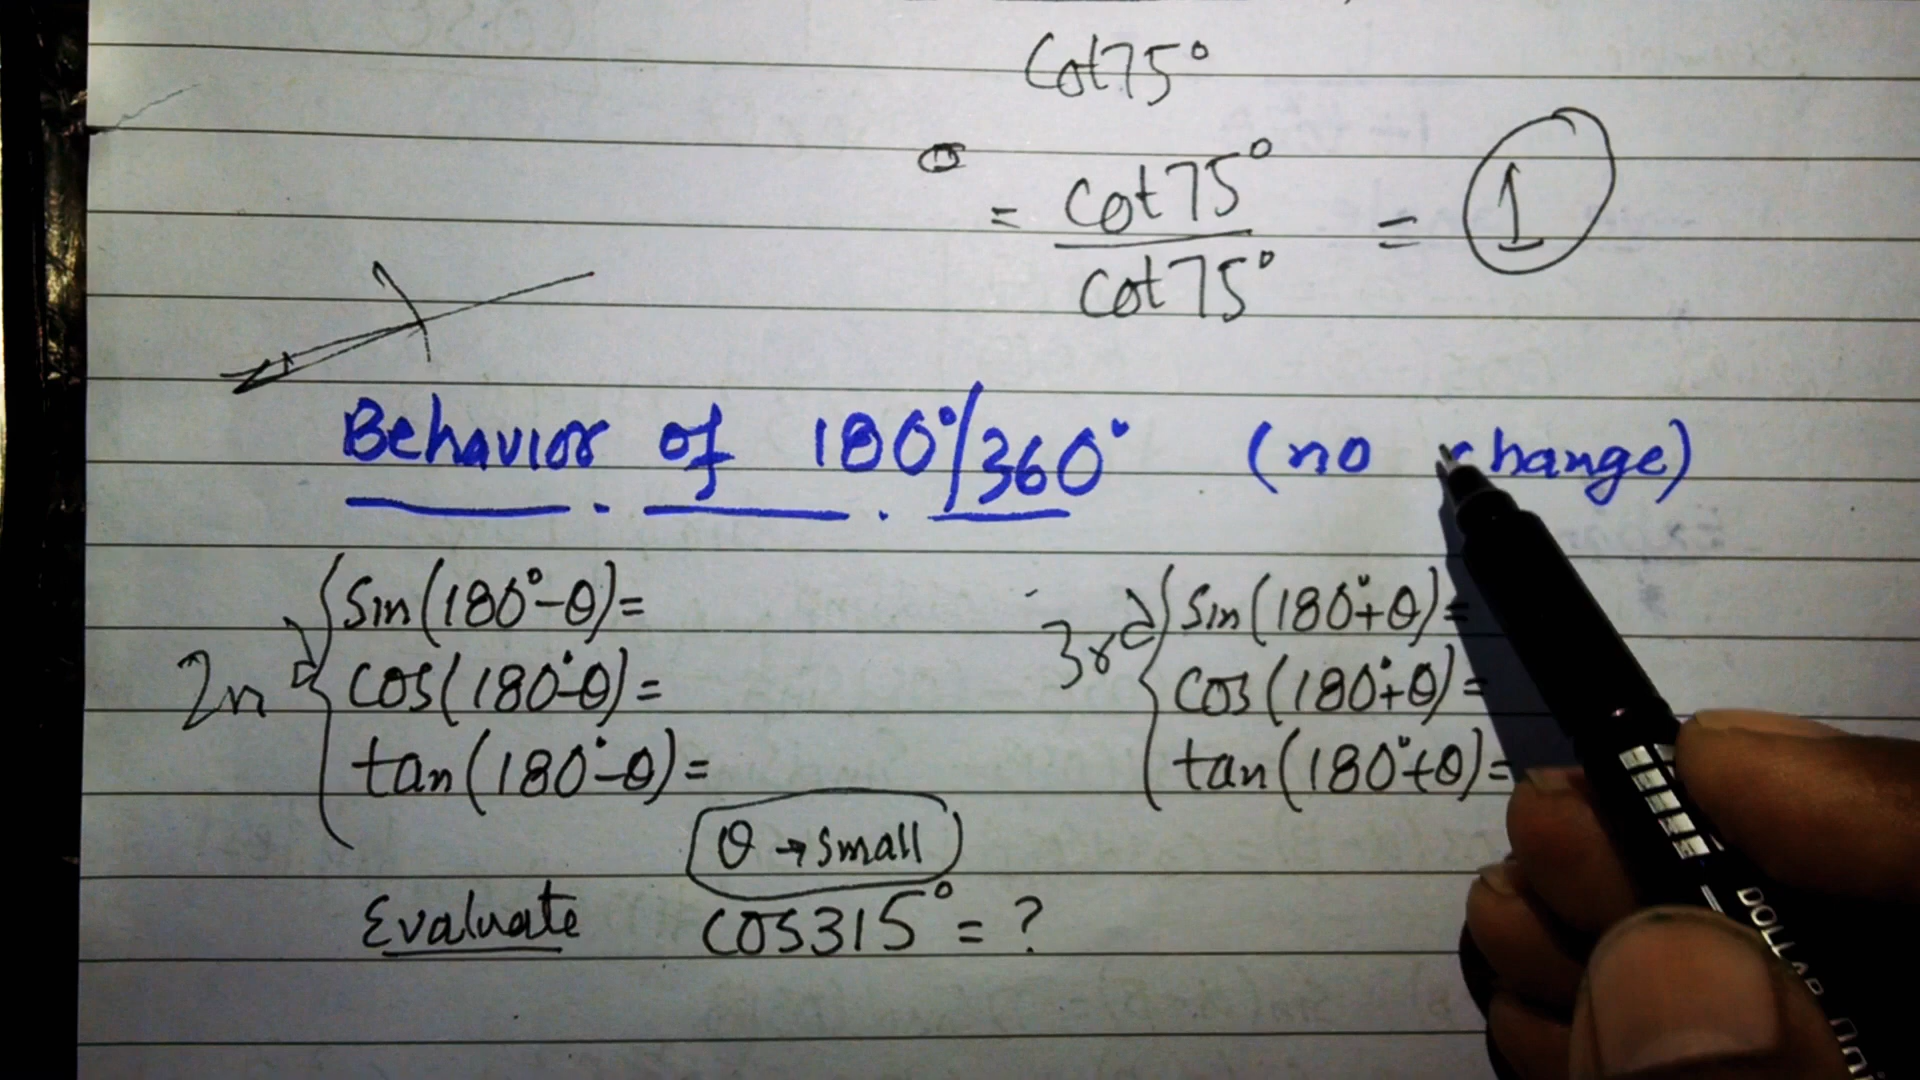 Cot75°
= cot75° / cot75° = 1
Behavior of 180°/360° (no change)
2nd
sin(180°-θ)=
cos(180°-θ)=
tan(180°-θ)=
3rd
sin(180°+θ)=
cos(180°+θ)=
tan(180°+θ)=
θ → small
Evaluate cos315° = ?
DOLLAR